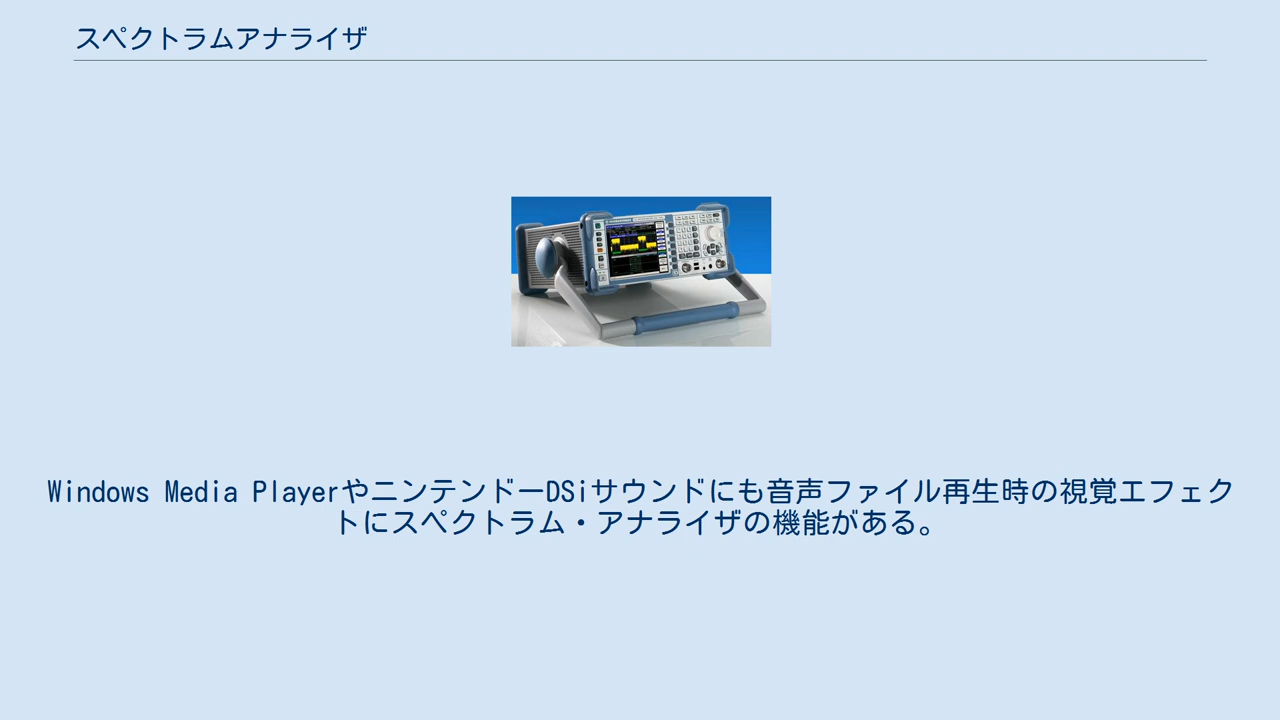 スペクトラムアナライザ
Windows Media PlayerやニンテンドーDSiサウンドにも音声ファイル再生時の視覚エフェク
トにスペクトラム・アナライザの機能がある。